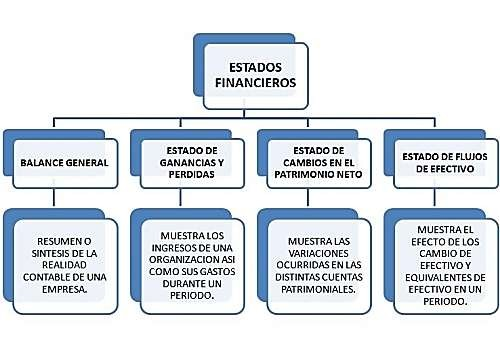 ESTADOS
FINANCIEROS
BALANCE GENERAL
ESTADO DE
GANANCIAS Y
PERDIDAS
ESTADO DE
CAMBIOS EN EL
PATRIMONIO NETO
ESTADO DE FLUJOS
DE EFECTIVO
RESUMEN O
SINTESIS DE LA
REALIDAD
CONTABLE DE UNA
EMPRESA.
MUESTRA LOS
INGRESOS DE UNA
ORGANIZACION ASI
COMO SUS GASTOS
DURANTE UN
PERIODO.
MUESTRA LAS
VARIACIONES
OCURRIDAS EN LAS
DISTINTAS CUENTAS
PATRIMONIALES.
MUESTRA EL
EFECTO DE LOS
CAMBIO DE
EFECTIVO Y
EQUIVALENTES DE
EFECTIVO EN UN
PERIODO.